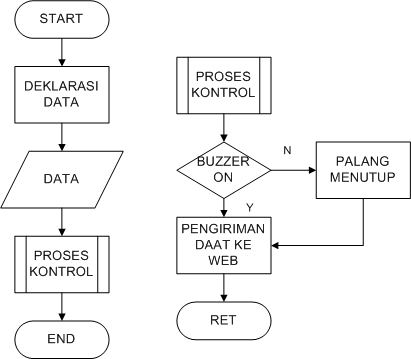 START
DEKLARASI
DATA
DATA
PROSES
KONTROL
END
PROSES
KONTROL
BUZZER
ON
N
PALANG
MENUTUP
Y
PENGIRIMAN
DAAT KE
WEB
RET